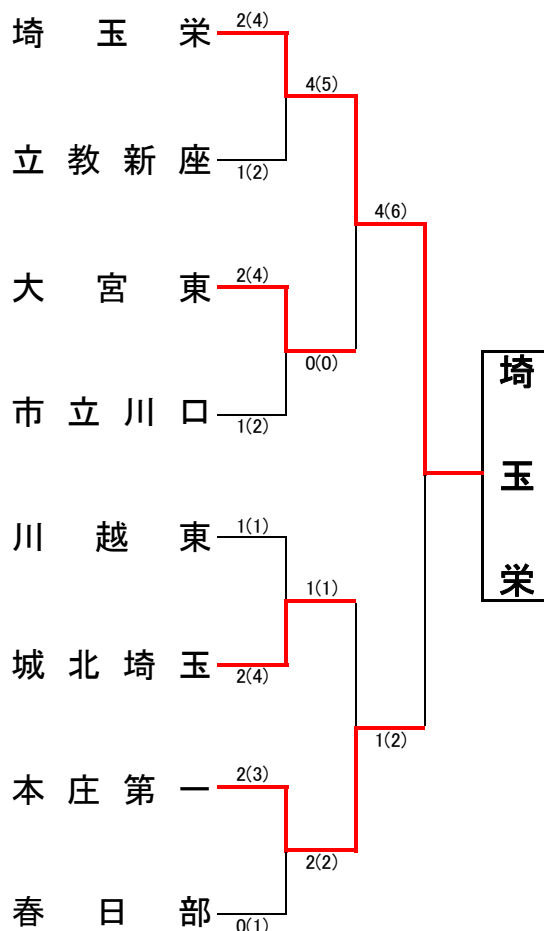 埼玉栄
2(4)
4(5)
立教新座
1(2)
4(6)
大宮東
2(4)
0(0)
市立川口
1(2)
埼玉栄
川越東
1(1)
1(1)
城北埼玉
2(4)
1(2)
本庄第一
2(3)
2(2)
春日部
0(1)